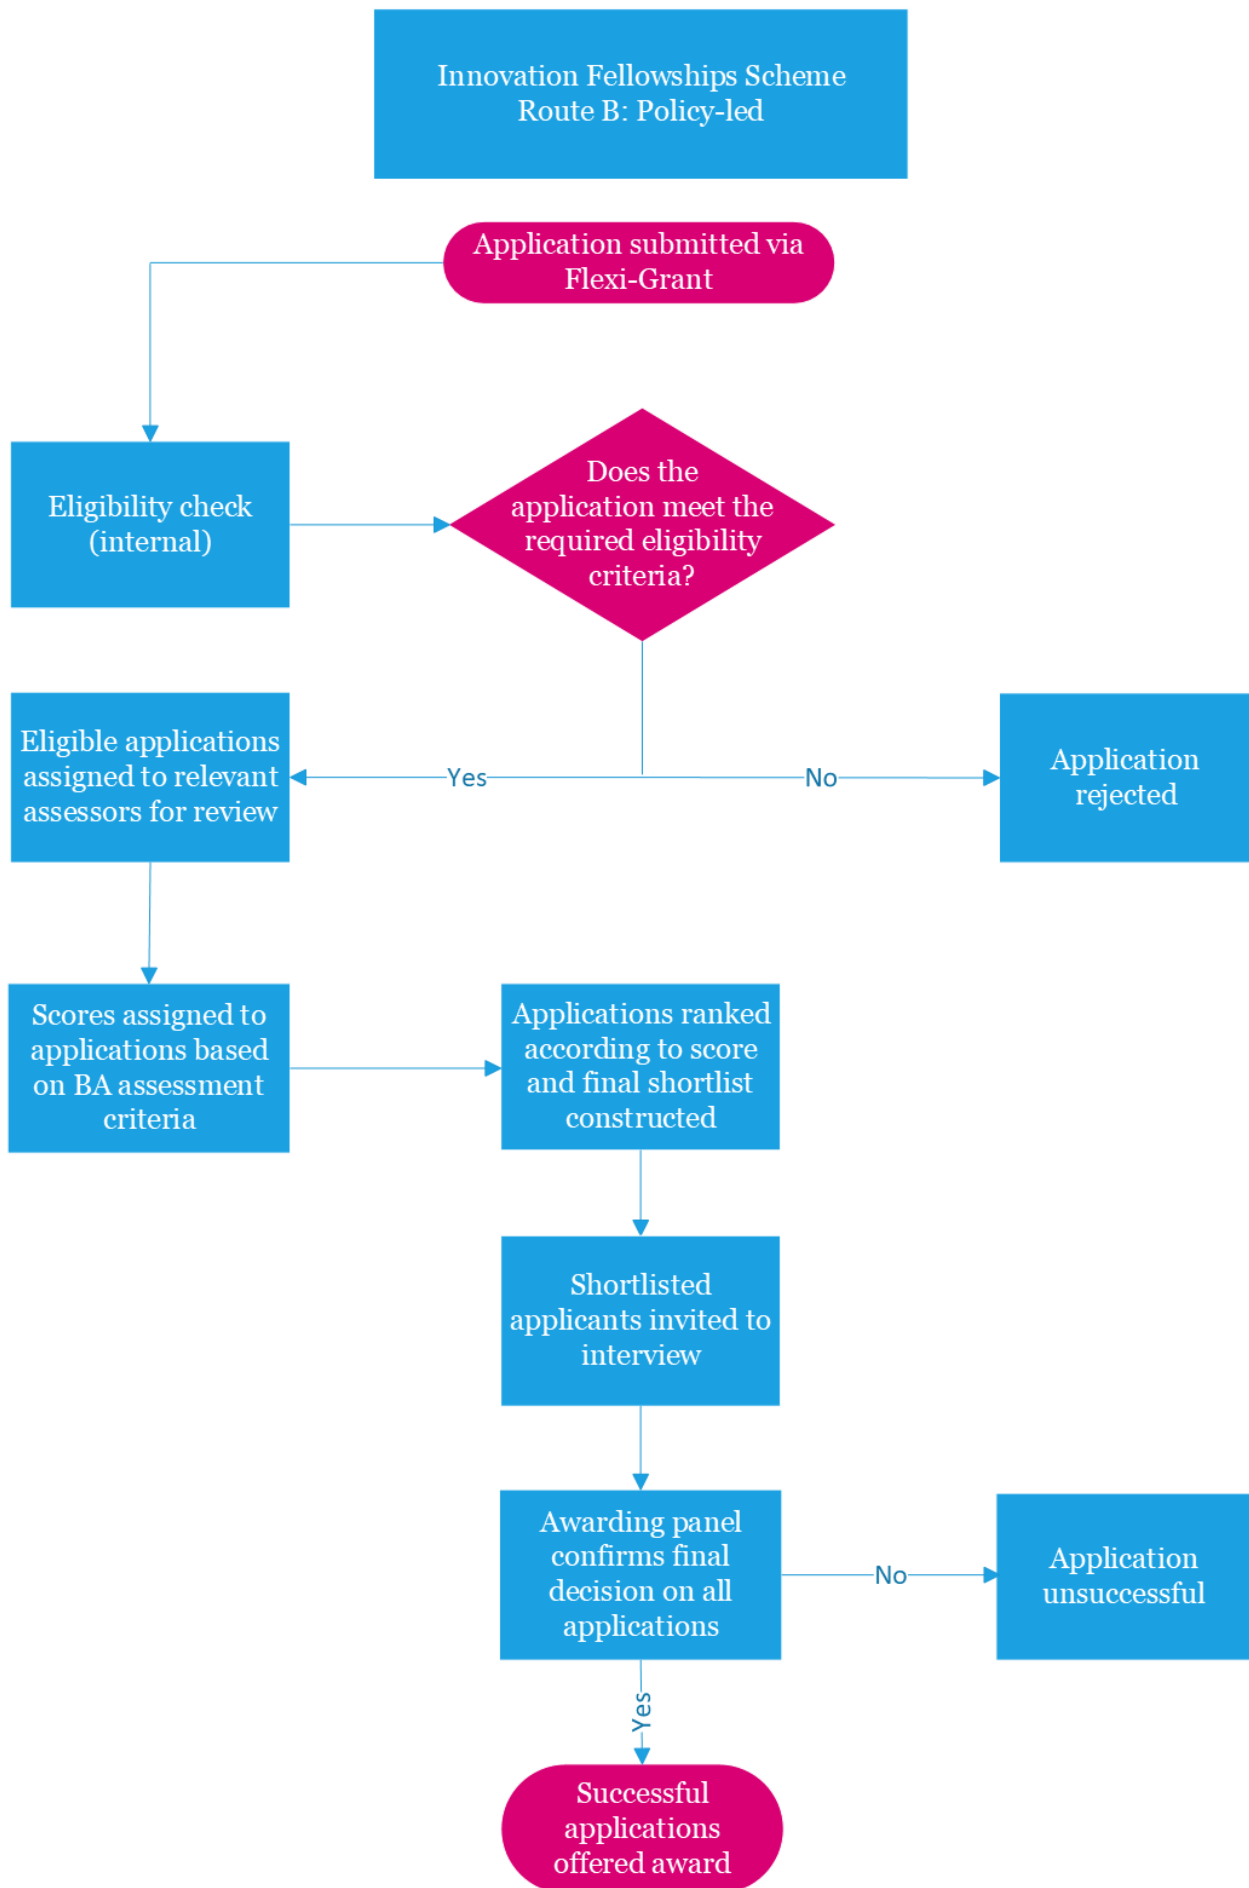 Innovation Fellowships Scheme
Route B: Policy-led
Application submitted via
Flexi-Grant
Eligibility check
(internal)
Does the
application meet the
required eligibility
criteria?
Yes
No
Eligible applications
assigned to relevant
assessors for review
Application
rejected
Scores assigned to
applications based
on BA assessment
criteria
Applications ranked
according to score
and final shortlist
constructed
Shortlisted
applicants invited to
interview
Awarding panel
confirms final
decision on all
applications
No
Application
unsuccessful
Yes
Successful
applications
offered award